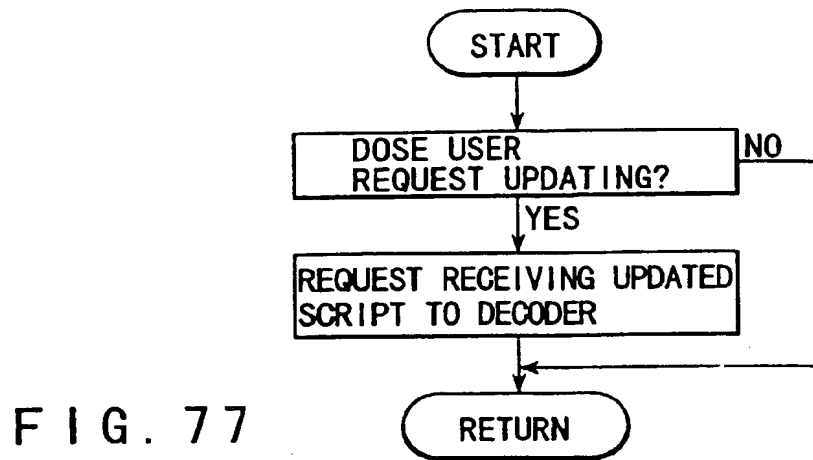 START
DOSE USER
REQUEST UPDATING?
NO
YES
REQUEST RECEIVING UPDATED
SCRIPT TO DECODER
RETURN
FIG. 77